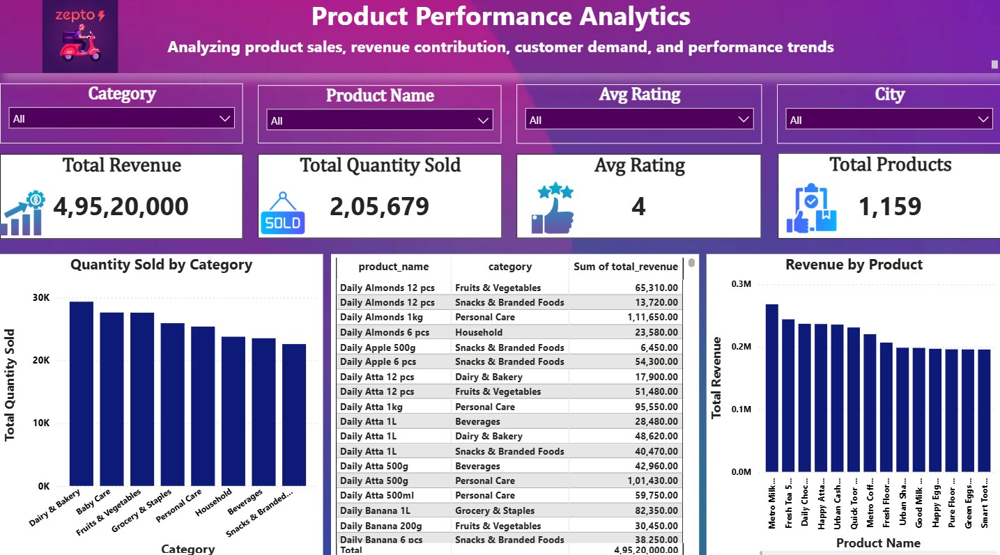 zepto
Product Performance Analytics
Analyzing product sales, revenue contribution, customer demand, and performance trends
Category
All
Product Name
All
Avg Rating
All
City
All
Total Revenue
4,95,20,000
Total Quantity Sold
SOLD
2,05,679
Avg Rating
4
Total Products
1,159
Quantity Sold by Category
Total Quantity Sold
30K
20K
10K
0K
Dairy & Bakery
Baby Care
Fruits & Vegetables
Grocery & Staples
Personal Care
Household
Beverages
Snacks & Branded...
Category
product_name category Sum of total_revenue
Daily Almonds 12 pcs Fruits & Vegetables 65,310.00
Daily Almonds 12 pcs Snacks & Branded Foods 13,720.00
Daily Almonds 1kg Personal Care 1,11,650.00
Daily Almonds 6 pcs Household 23,580.00
Daily Apple 500g Snacks & Branded Foods 6,450.00
Daily Apple 6 pcs Snacks & Branded Foods 54,300.00
Daily Atta 12 pcs Dairy & Bakery 17,900.00
Daily Atta 12 pcs Fruits & Vegetables 51,480.00
Daily Atta 1kg Personal Care 95,550.00
Daily Atta 1L Beverages 28,480.00
Daily Atta 1L Dairy & Bakery 48,620.00
Daily Atta 1L Snacks & Branded Foods 40,470.00
Daily Atta 500g Beverages 42,960.00
Daily Atta 500g Personal Care 1,01,430.00
Daily Atta 500ml Personal Care 59,750.00
Daily Banana 1L Grocery & Staples 82,350.00
Daily Banana 200g Fruits & Vegetables 30,450.00
Daily Banana 6 pcs Snacks & Branded Foods 38,250.00
Total 4,95,20,000.00
Revenue by Product
Total Revenue
0.3M
0.2M
0.1M
0.0M
Metro Milk...
Fresh Tea 5...
Daily Choc...
Happy Atta...
Urban Cash...
Quick Toor ...
Metro Coff...
Fresh Floor...
Urban Sha...
Good Milk ...
Happy Egg...
Pure Floor ...
Green Eggs...
Smart Toot...
Product Name